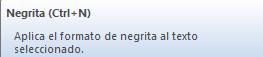 Negrita (Ctrl+N)
Aplica el formato de negrita al texto
seleccionado.